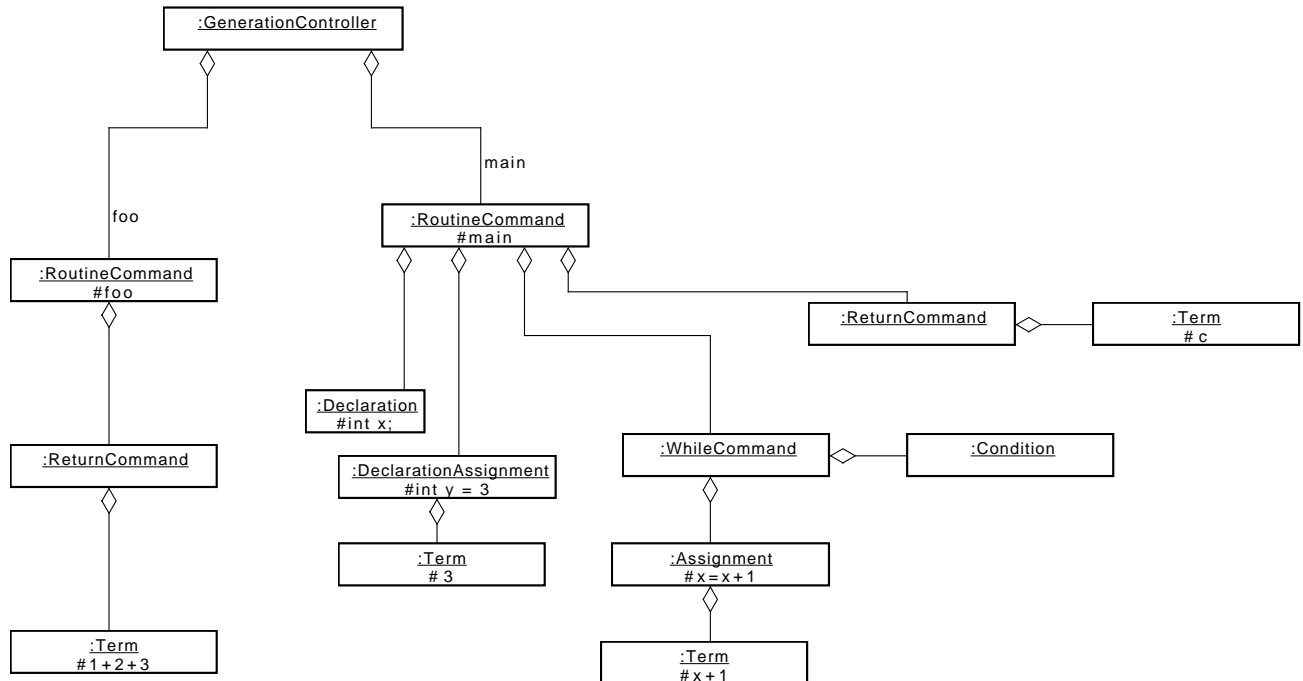 :GenerationController
main
foo
:RoutineCommand
#main
:RoutineCommand
#foo
:ReturnCommand
:Term
#c
:Declaration
#int x;
:WhileCommand
:Condition
:ReturnCommand
:DeclarationAssignment
#int y = 3
:Term
#3
:Assignment
#x=x+1
:Term
#1+2+3
:Term
#x+1